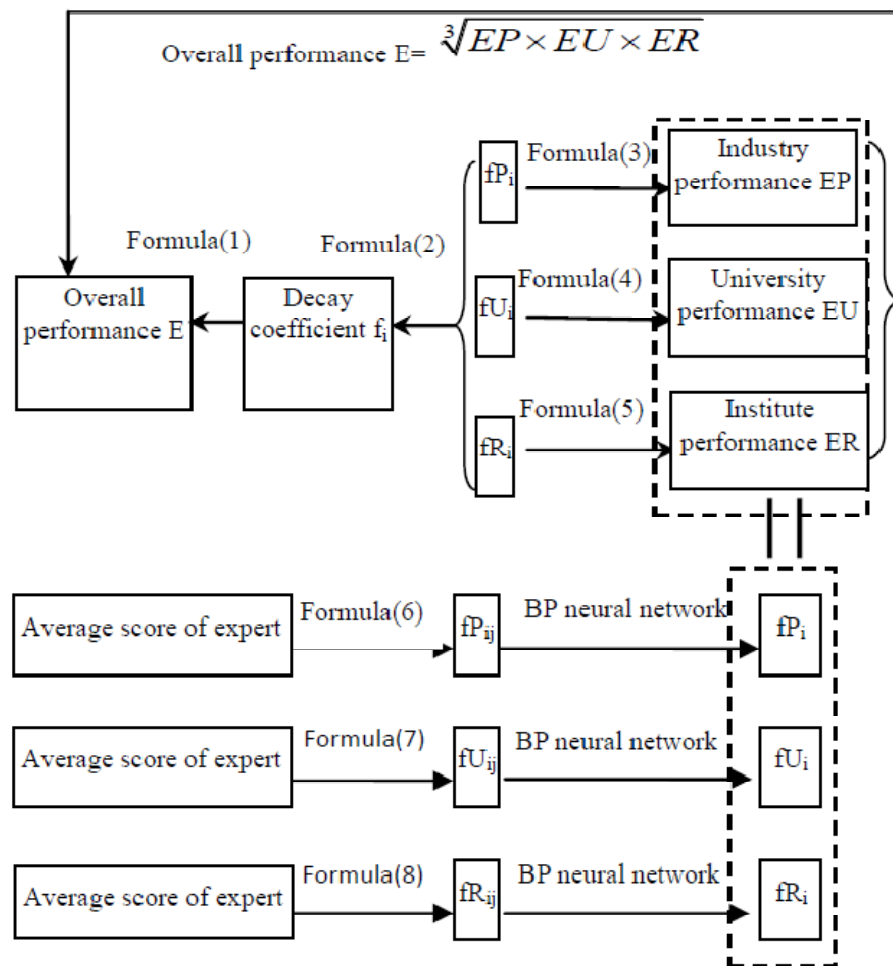 Overall performance E= ∛EP×EU×ER
fPi
Formula(3)
Industry
performance EP
Formula(1)
Formula(2)
Overall
performance E
Decay
coefficient fi
fUi
Formula(4)
University
performance EU
fRi
Formula(5)
Institute
performance ER
Average score of expert
Formula(6)
fPij
BP neural network
fPi
Average score of expert
Formula(7)
fUij
BP neural network
fUi
Average score of expert
Formula(8)
fRij
BP neural network
fRi